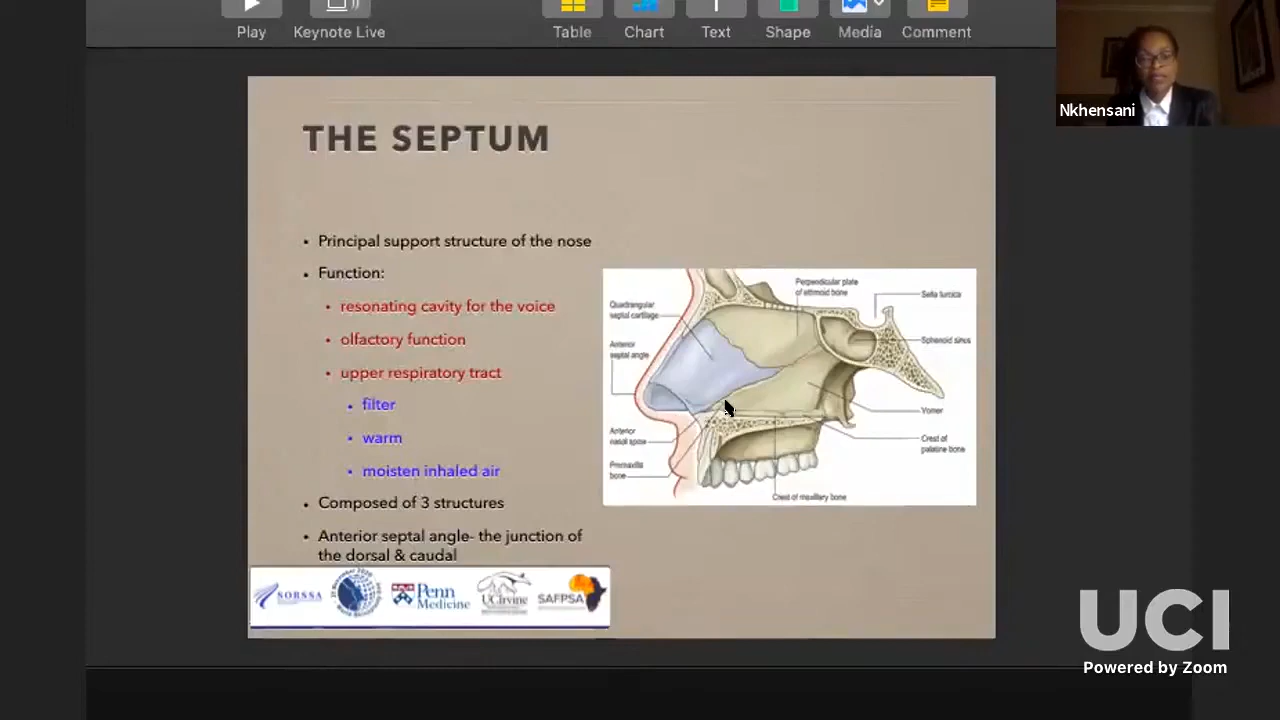 Play
Keynote Live
Table
Chart
Text
Shape
Media
Comment
Nkhensani
THE SEPTUM
• Principal support structure of the nose
• Function:
• resonating cavity for the voice
• olfactory function
• upper respiratory tract
• filter
• warm
• moisten inhaled air
• Composed of 3 structures
• Anterior septal angle- the junction of
the dorsal & caudal
Perpendicular plate
of ethmoid bone
Sella turcica
Quadrangular
septal cartilage
Sphenoid sinus
Anterior
septal angle
Vomer
Anterior
nasal spine
Crest of
palatine bone
Premaxilla
bone
Crest of maxillary bone
NORSSA
Penn
Medicine
UCIrvine
SAFPSA
UCI
Powered by Zoom